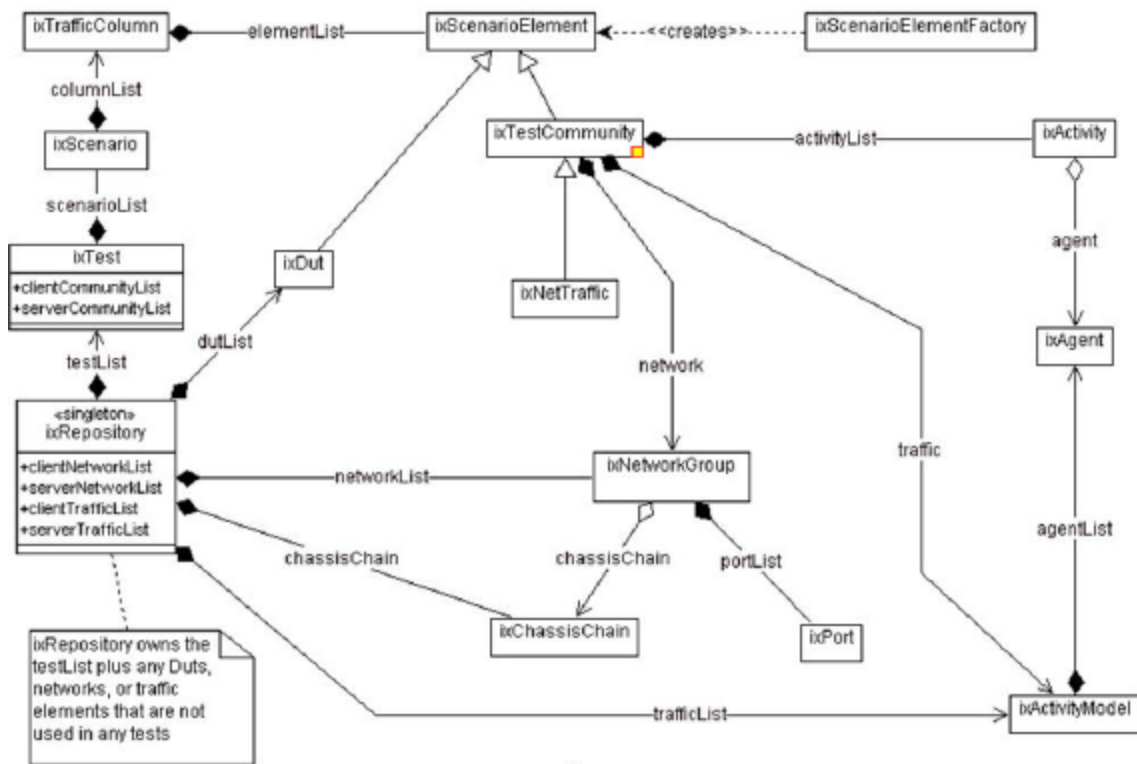 ixTrafficColumn
elementList
ixScenarioElement
<<creates>>
ixScenarioElementFactory
columnList
ixScenario
ixTestCommunity
activityList
ixActivity
scenarioList
ixTest
+clientCommunityList
+serverCommunityList
ixDut
ixNetTraffic
agent
testList
dutList
ixAgent
network
«singleton»
ixRepository
+clientNetworkList
+serverNetworkList
+clientTrafficList
+serverTrafficList
networkList
ixNetworkGroup
traffic
chassisChain
chassisChain
portList
agentList
ixChassisChain
ixPort
ixRepository owns the
testList plus any Duts,
networks, or traffic
elements that are not
used in any tests
trafficList
ixActivityModel